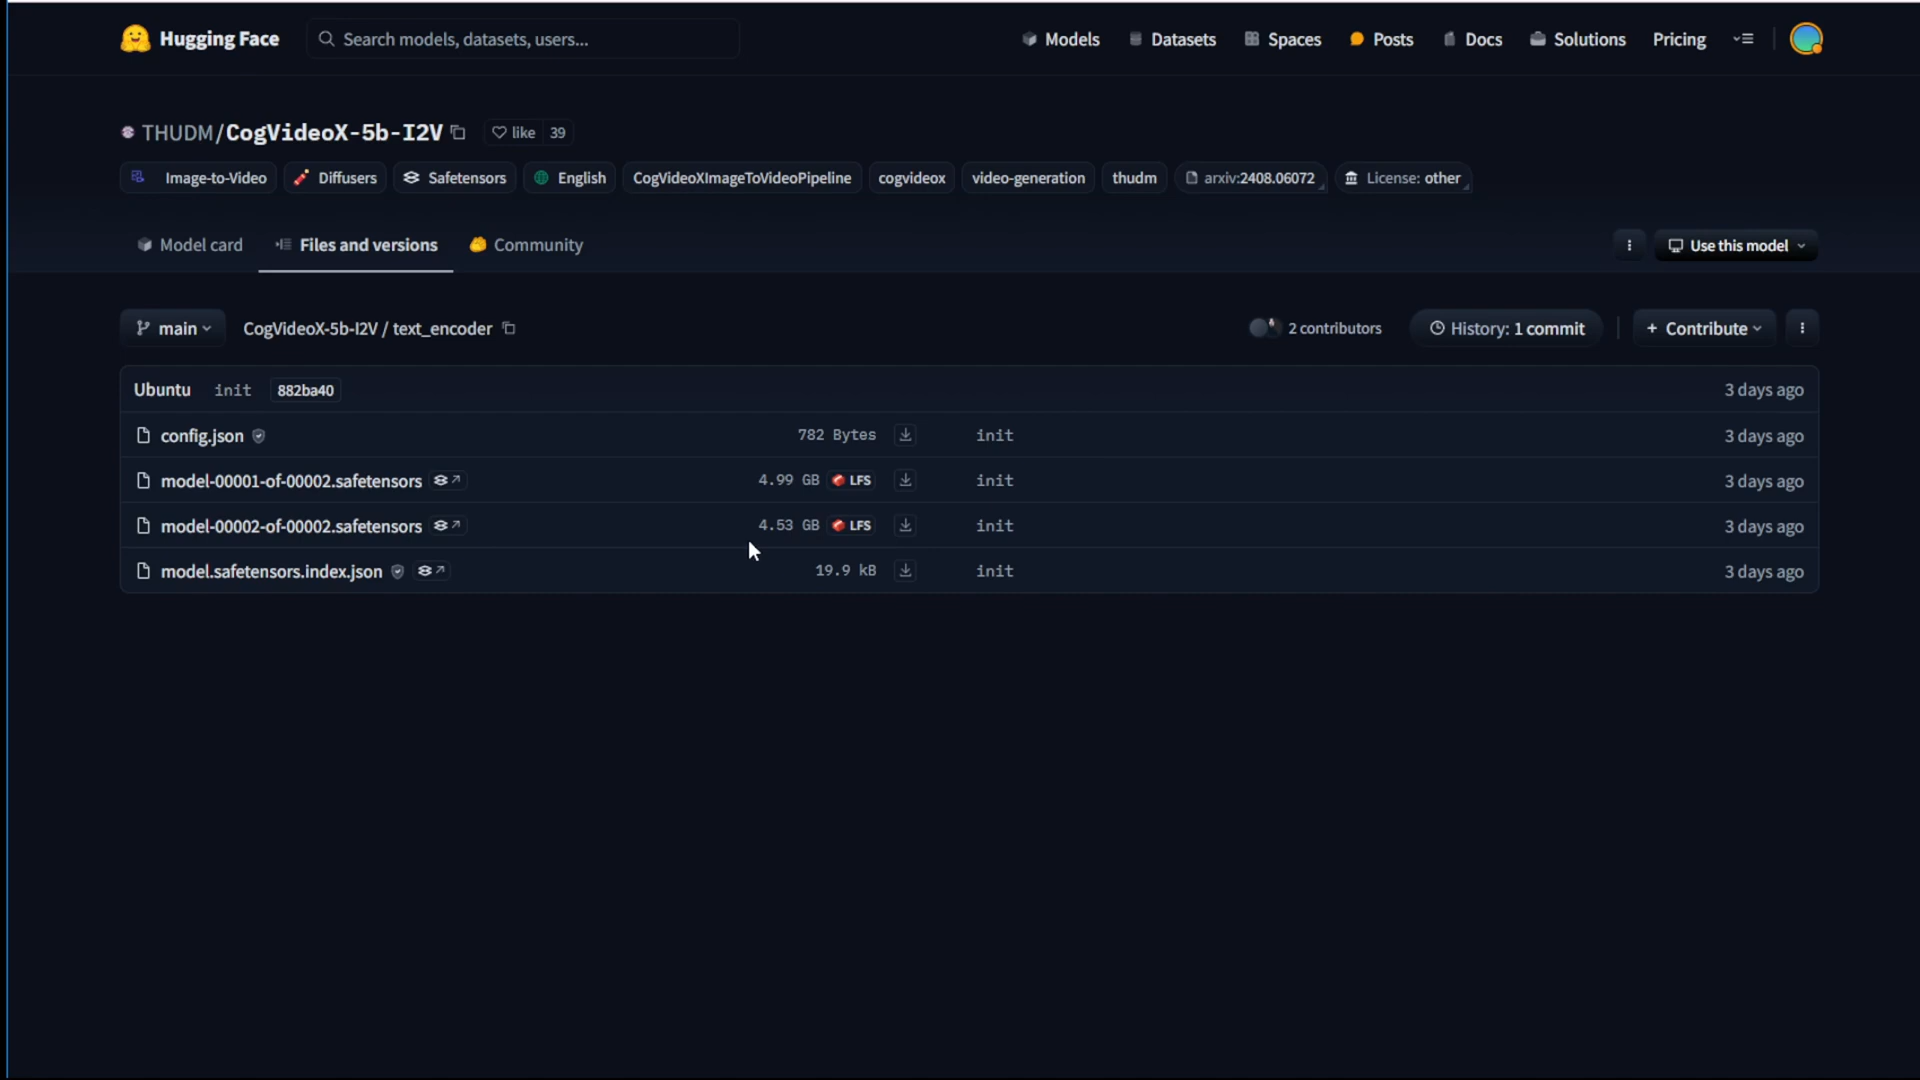 Hugging Face Search models, datasets, users... Models Datasets Spaces Posts Docs Solutions Pricing
THUDM/CogVideoX-5b-I2V like 39
Image-to-Video Diffusers Safetensors English CogVideoXImageToVideoPipeline cogvideox video-generation thudm arxiv:2408.06072 License: other
Model card Files and versions Community Use this model
main CogVideoX-5b-I2V / text_encoder 2 contributors History: 1 commit + Contribute
Ubuntu init 882ba40 3 days ago
config.json 782 Bytes init 3 days ago
model-00001-of-00002.safetensors 4.99 GB LFS init 3 days ago
model-00002-of-00002.safetensors 4.53 GB LFS init 3 days ago
model.safetensors.index.json 19.9 kB init 3 days ago